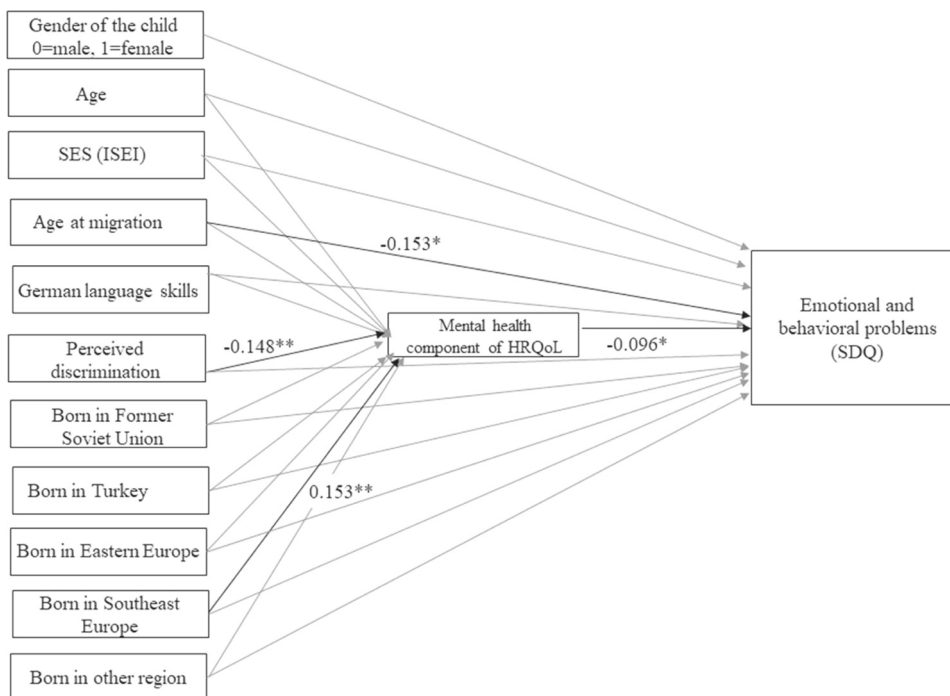 Gender of the child
0=male, 1=female
Age
SES (ISEI)
Age at migration
-0.153*
German language skills
Mental health
component of HRQoL
Emotional and
behavioral problems
(SDQ)
Perceived
discrimination
-0.148**
-0.096*
Born in Former
Soviet Union
Born in Turkey
0.153**
Born in Eastern Europe
Born in Southeast
Europe
Born in other region